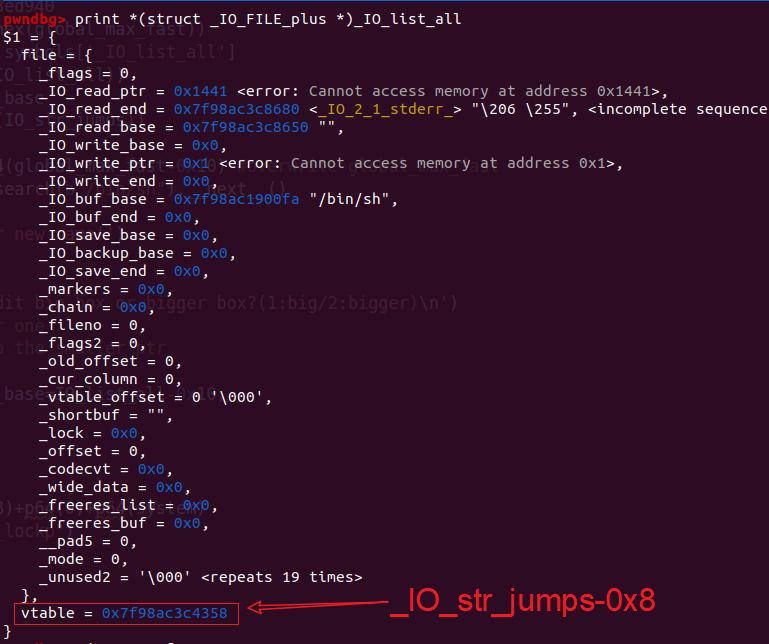 pwndbg> print *(struct _IO_FILE_plus *)_IO_list_all
$1 = {
file = {
_flags = 0,
_IO_read_ptr = 0x1441 <error: Cannot access memory at address 0x1441>,
_IO_read_end = 0x7f98ac3c8680 <_IO_2_1_stderr_> "\206 \255", <incomplete sequence
_IO_read_base = 0x7f98ac3c8650 "",
_IO_write_base = 0x0,
_IO_write_ptr = 0x1 <error: Cannot access memory at address 0x1>,
_IO_write_end = 0x0,
_IO_buf_base = 0x7f98ac1900fa "/bin/sh",
_IO_buf_end = 0x0,
_IO_save_base = 0x0,
_IO_backup_base = 0x0,
_IO_save_end = 0x0,
_markers = 0x0,
_chain = 0x0,
_fileno = 0,
_flags2 = 0,
_old_offset = 0,
_cur_column = 0,
_vtable_offset = 0 '\000',
_shortbuf = "",
_lock = 0x0,
_offset = 0,
_codecvt = 0x0,
_wide_data = 0x0,
_freeres_list = 0x0,
_freeres_buf = 0x0,
__pad5 = 0,
_mode = 0,
_unused2 = '\000' <repeats 19 times>
},
vtable = 0x7f98ac3c4358
_IO_str_jumps-0x8
}